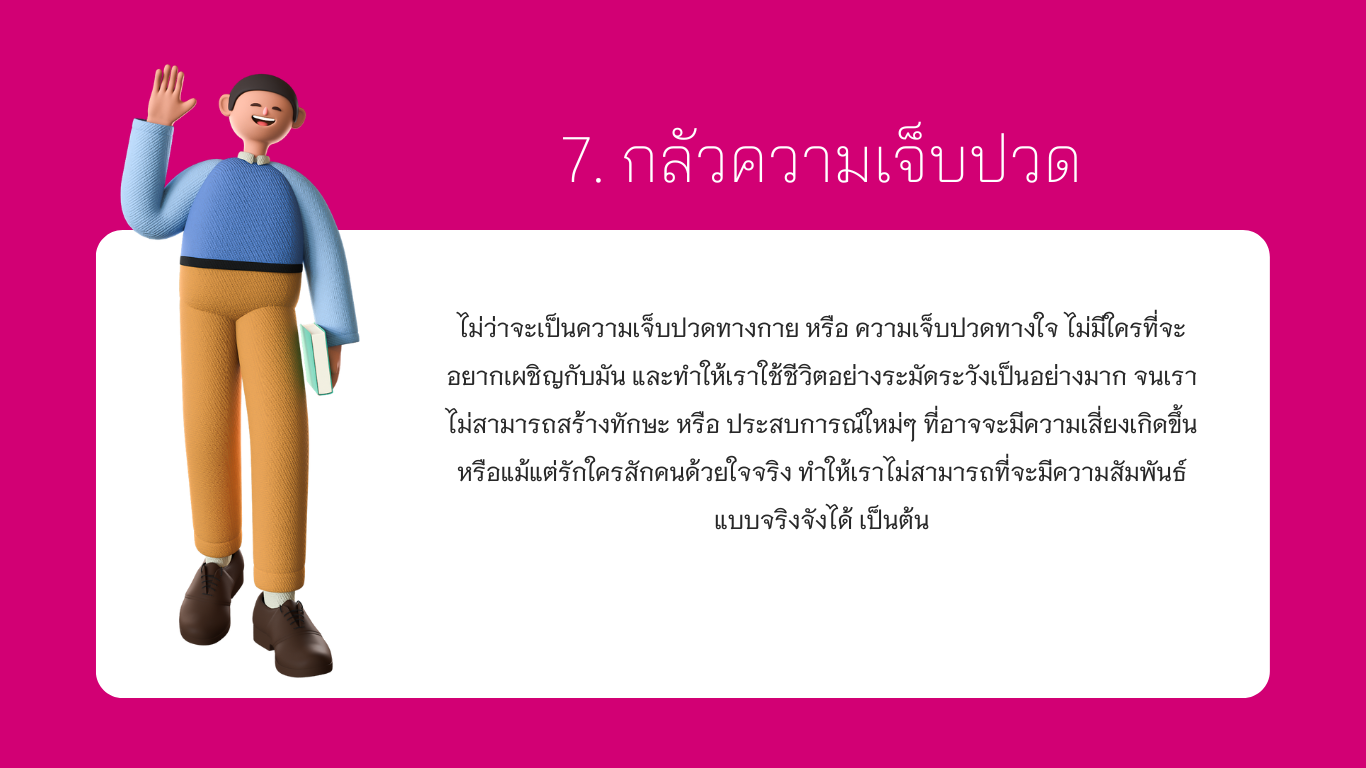 7. กลัวความเจ็บปวด
ไม่ว่าจะเป็นความเจ็บปวดทางกาย หรือ ความเจ็บปวดทางใจ ไม่มีใครที่จะ
อยากเผชิญกับมัน และทำให้เราใช้ชีวิตอย่างระมัดระวังเป็นอย่างมาก จนเรา
ไม่สามารถสร้างทักษะ หรือ ประสบการณ์ใหม่ๆ ที่อาจจะมีความเสี่ยงเกิดขึ้น
หรือแม้แต่รักใครสักคนด้วยใจจริง ทำให้เราไม่สามารถที่จะมีความสัมพันธ์
แบบจริงจังได้ เป็นต้น